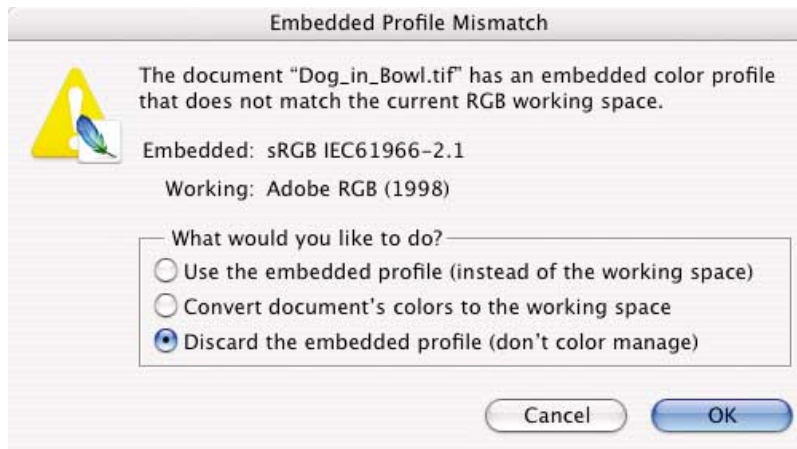 Embedded Profile Mismatch
The document “Dog_in_Bowl.tif” has an embedded color profile
that does not match the current RGB working space.
Embedded: sRGB IEC61966-2.1
Working: Adobe RGB (1998)
What would you like to do?
Use the embedded profile (instead of the working space)
Convert document's colors to the working space
Discard the embedded profile (don't color manage)
Cancel OK